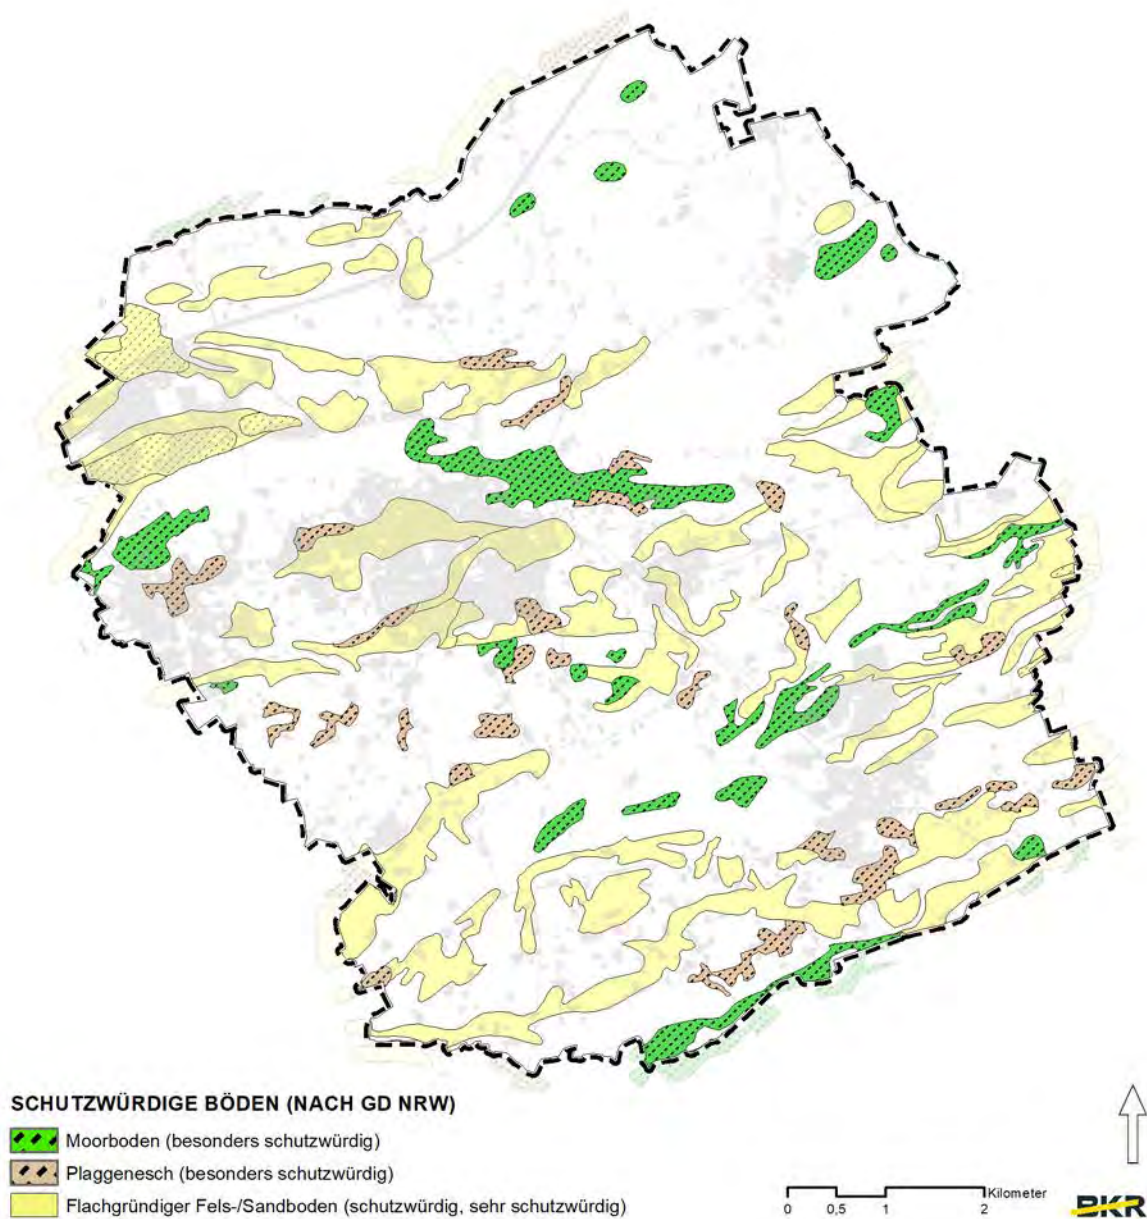 SCHUTZWÜRDIGE BÖDEN (NACH GD NRW)
Moorboden (besonders schutzwürdig)
Plaggenesch (besonders schutzwürdig)
Flachgründiger Fels-/Sandboden (schutzwürdig, sehr schutzwürdig)
Kilometer
0 0,5 1 2
BKR